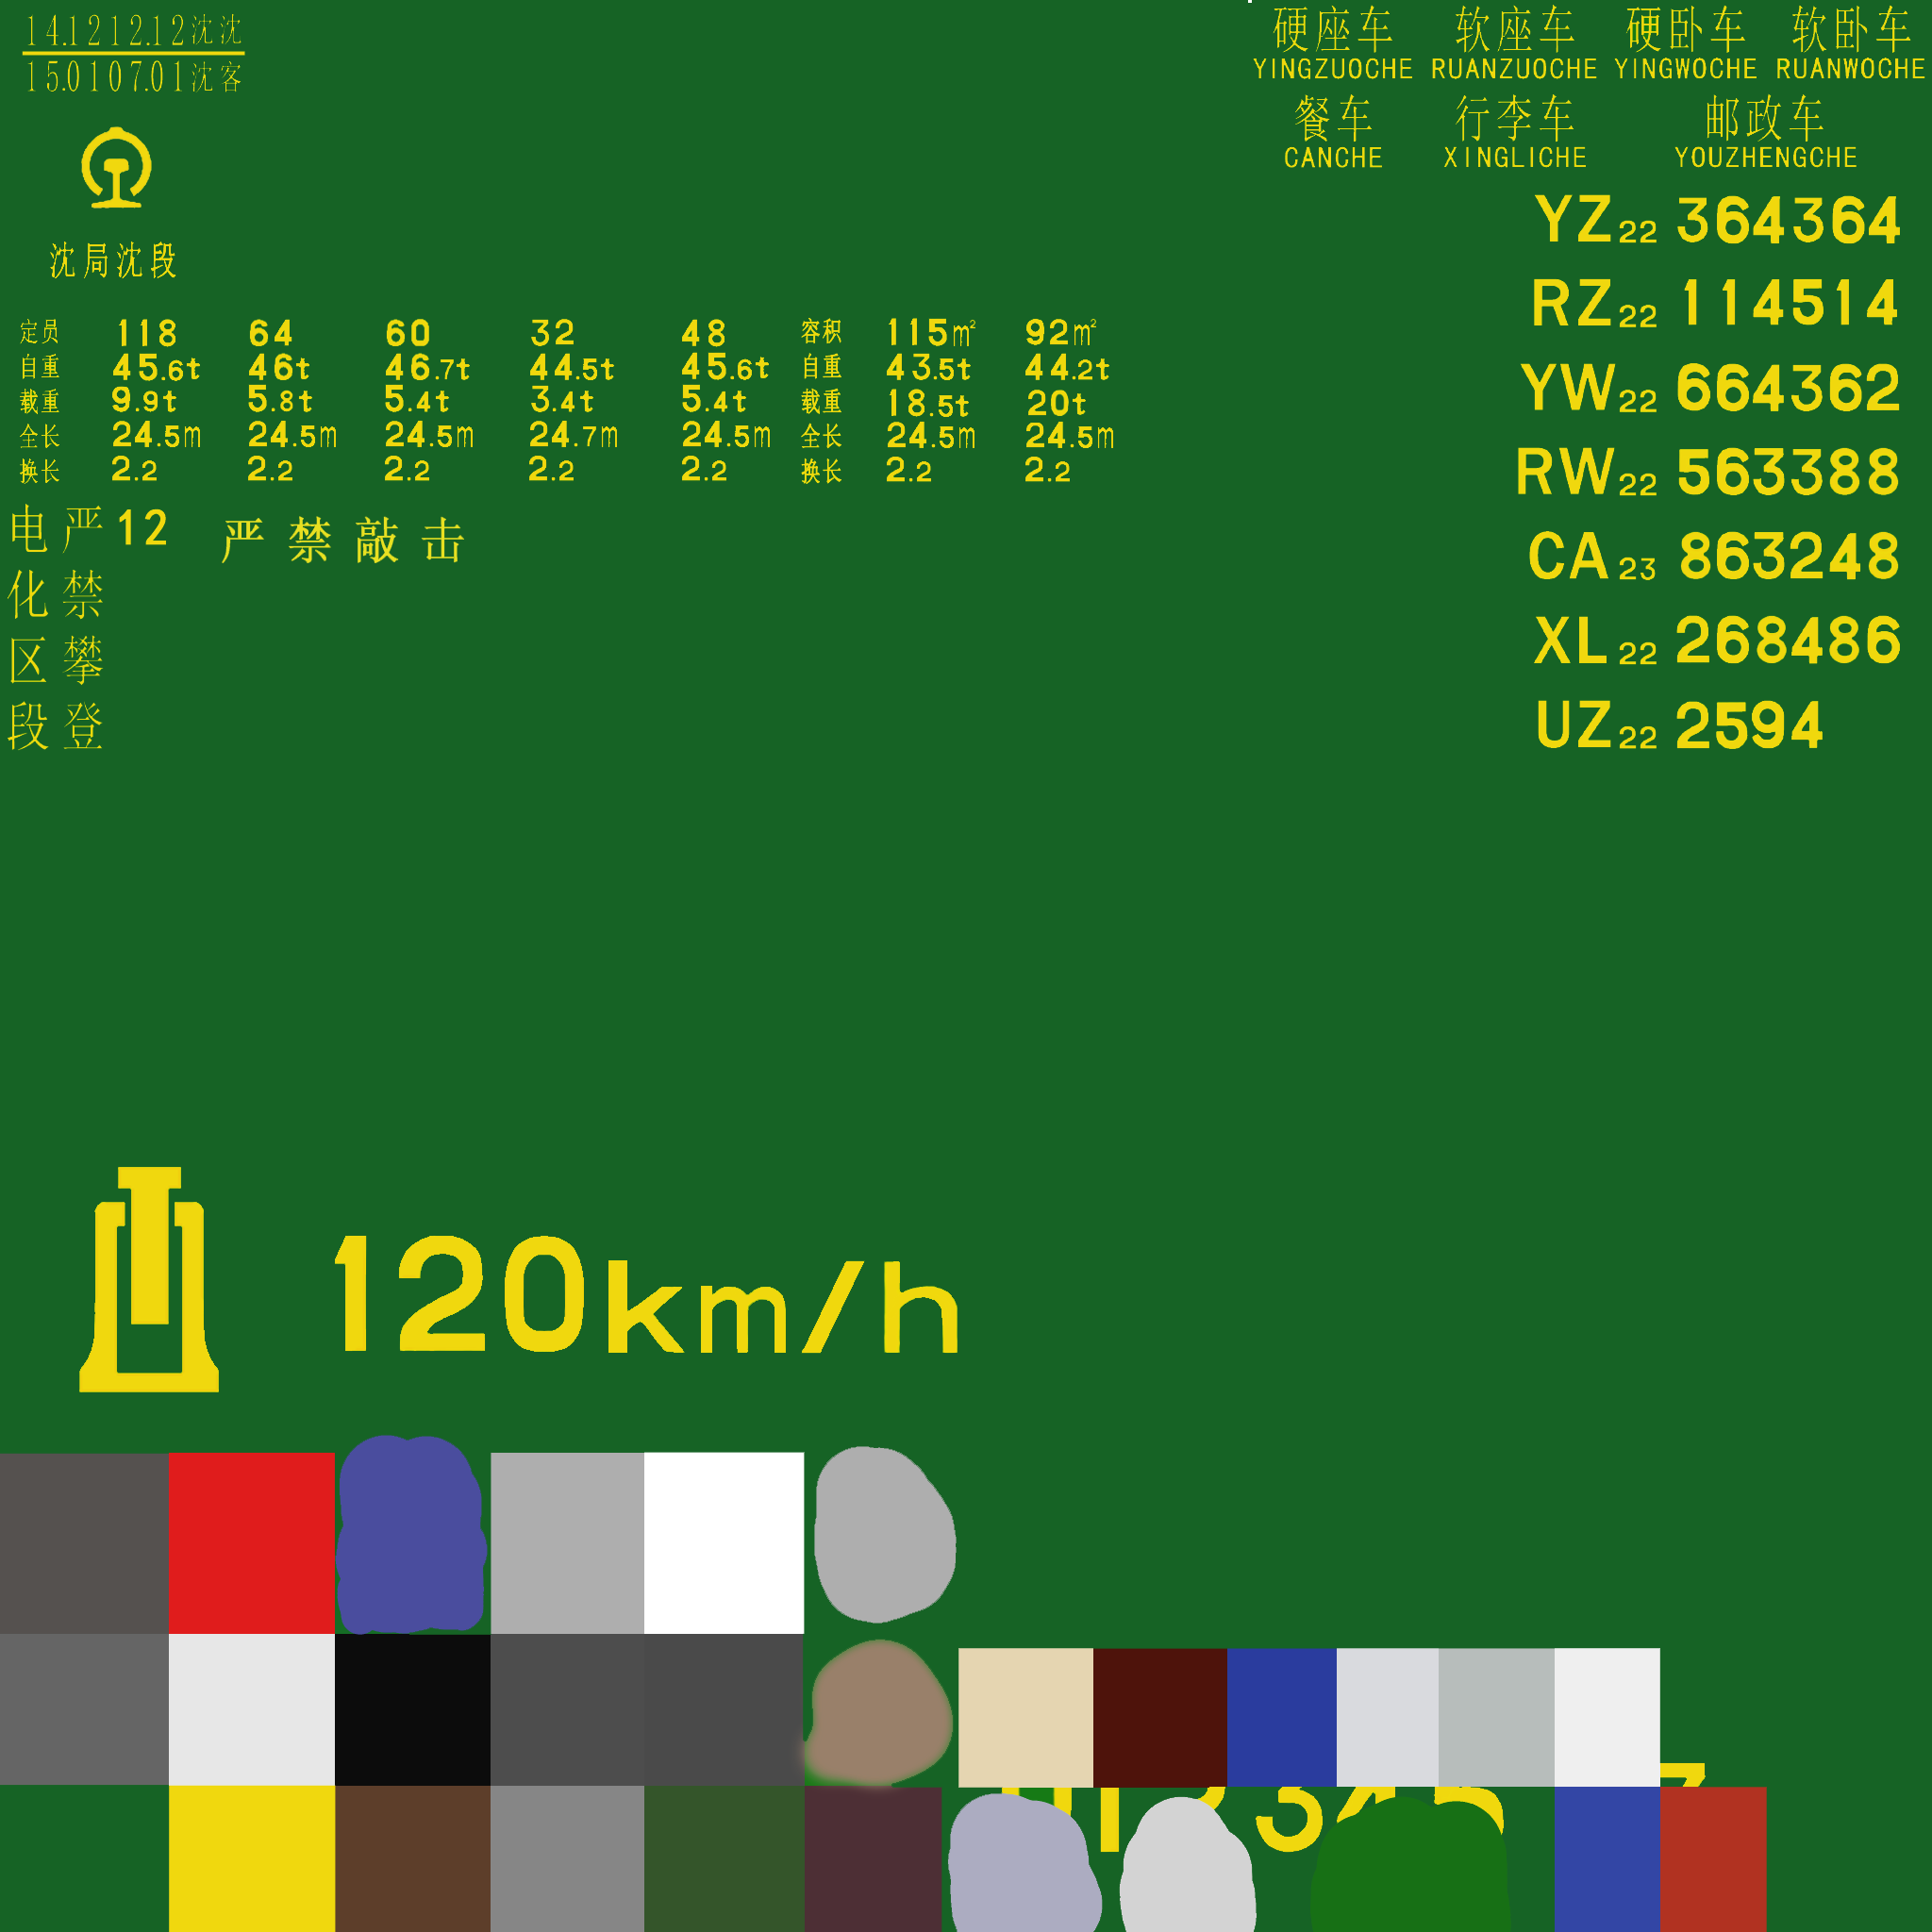 14.12 12.12沈沈
15.01 07.01沈客
硬座车 软座车 硬卧车 软卧车
YINGZUOCHE RUANZUOCHE YINGWOCHE RUANWOCHE
餐车 行李车 邮政车
CANCHE XINGLICHE YOUZHENGCHE
沈局沈段
YZ22 364364
RZ22 114514
YW22 664362
RW22 563388
CA23 863248
XL22 268486
UZ22 2594
定员 118 64 60 32 48 容积 115m² 92m²
自重 45.6t 46t 46.7t 44.5t 45.6t 自重 43.5t 44.2t
载重 9.9t 5.8t 5.4t 3.4t 5.4t 载重 18.5t 20t
全长 24.5m 24.5m 24.5m 24.7m 24.5m 全长 24.5m 24.5m
换长 2.2 2.2 2.2 2.2 2.2 换长 2.2 2.2
电化区段
严禁攀登
12
严禁敲击
120km/h